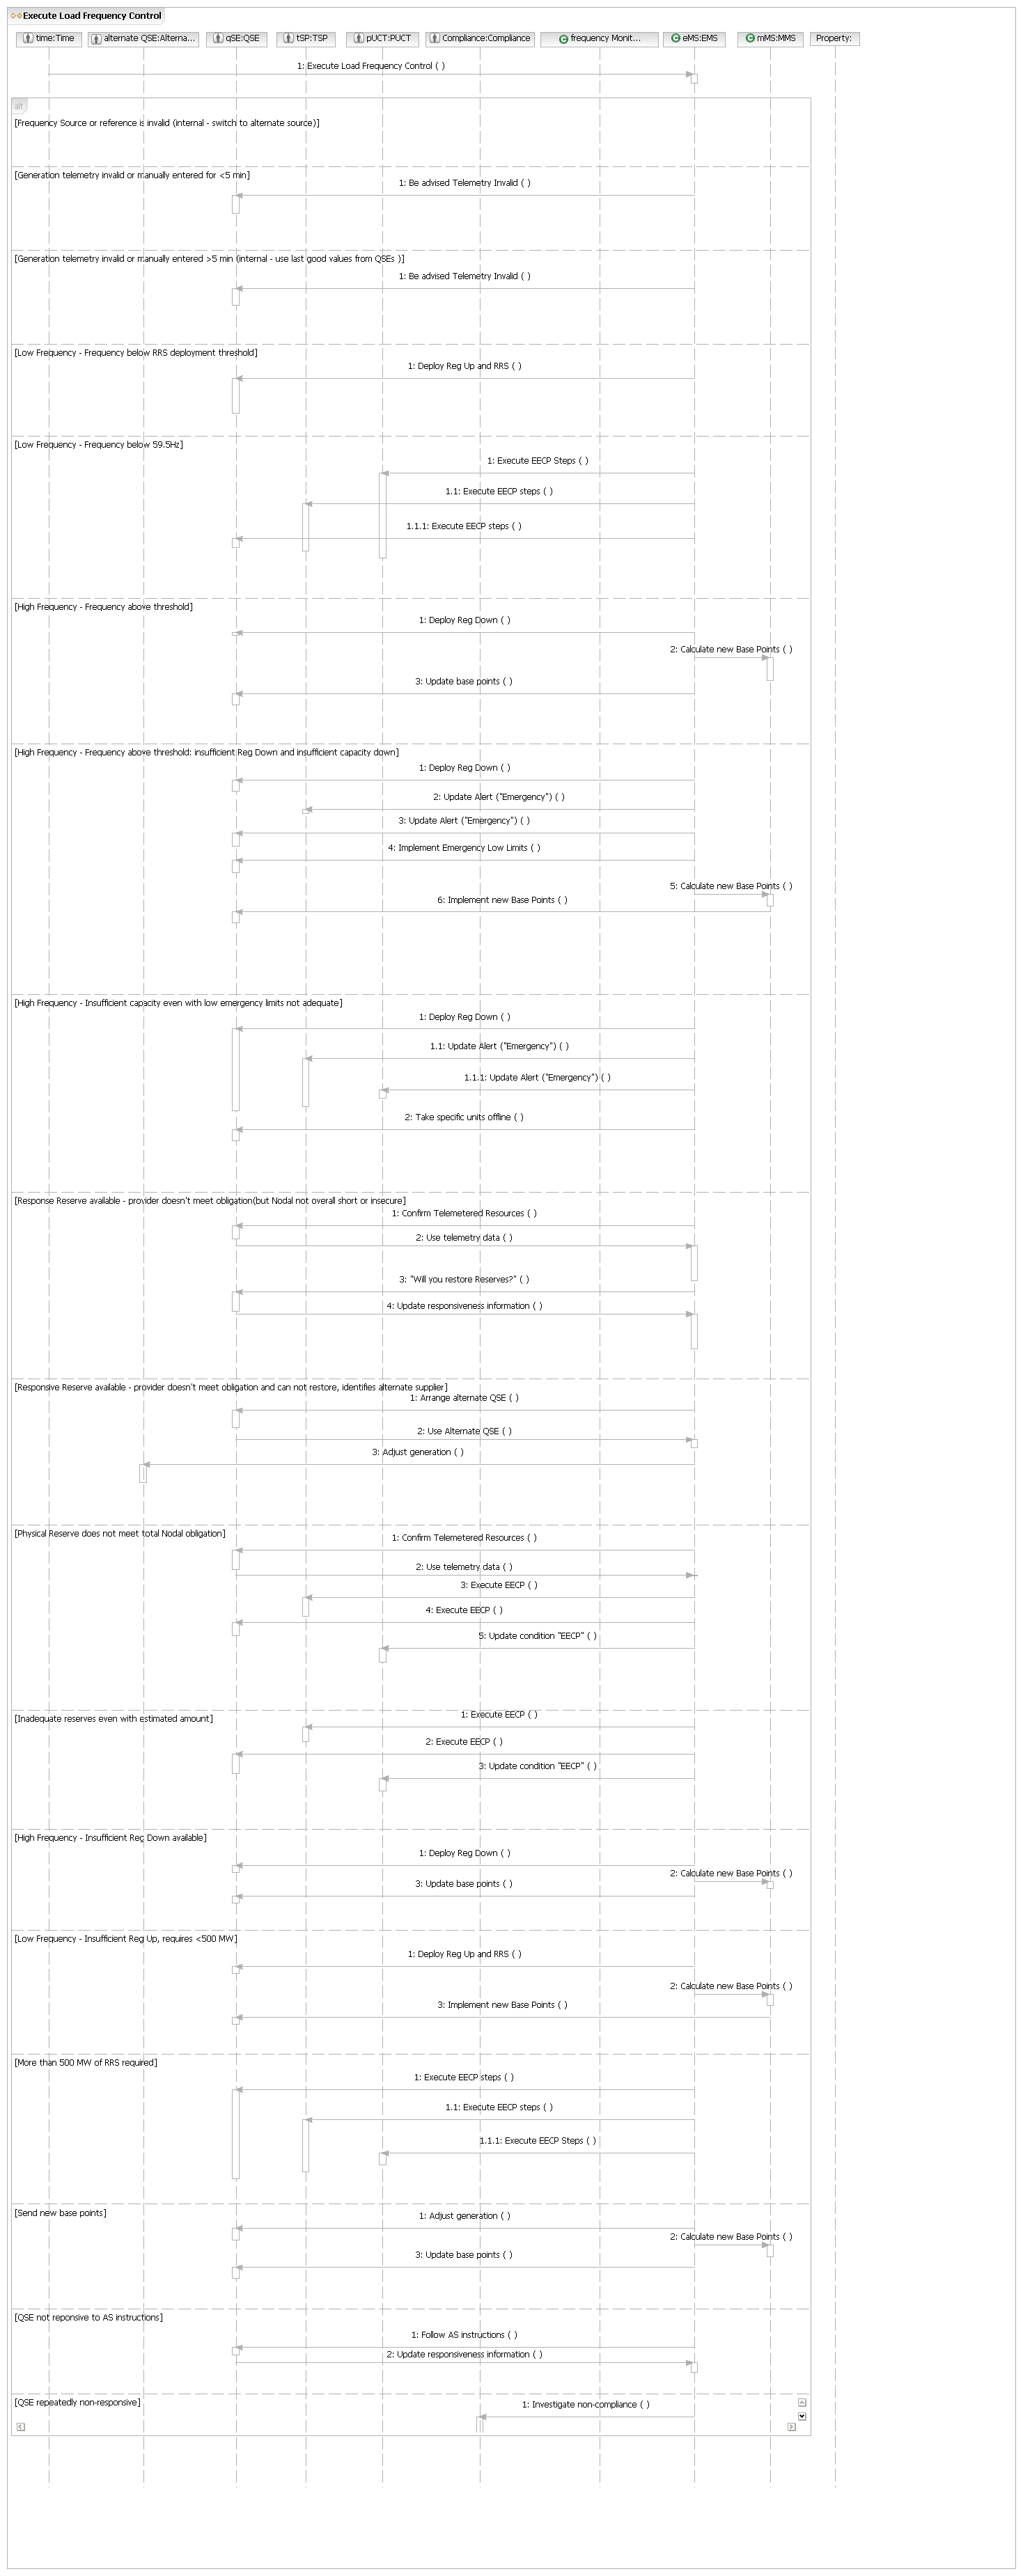 Execute Load Frequency Control
time:Time
alternate QSE:Alterna...
qSE:QSE
tSP:TSP
pUCT:PUCT
Compliance:Compliance
frequency Monit...
eMS:EMS
mMS:MMS
Property:
1: Execute Load Frequency Control ( )
alt
[Frequency Source or reference is invalid (internal - switch to alternate source)]
[Generation telemetry invalid or manually entered for <5 min]
1: Be advised Telemetry Invalid ( )
[Generation telemetry invalid or manually entered >5 min (internal - use last good values from QSEs )]
1: Be advised Telemetry Invalid ( )
[Low Frequency - Frequency below RRS deployment threshold]
1: Deploy Reg Up and RRS ( )
[Low Frequency - Frequency below 59.5Hz]
1: Execute EECP Steps ( )
1.1: Execute EECP steps ( )
1.1.1: Execute EECP steps ( )
[High Frequency - Frequency above threshold]
1: Deploy Reg Down ( )
2: Calculate new Base Points ( )
3: Update base points ( )
[High Frequency - Frequency above threshold: insufficient Reg Down and insufficient capacity down]
1: Deploy Reg Down ( )
2: Update Alert ("Emergency") ( )
3: Update Alert ("Emergency") ( )
4: Implement Emergency Low Limits ( )
5: Calculate new Base Points ( )
6: Implement new Base Points ( )
[High Frequency - Insufficient capacity even with low emergency limits not adequate]
1: Deploy Reg Down ( )
1.1: Update Alert ("Emergency") ( )
1.1.1: Update Alert ("Emergency") ( )
2: Take specific units offline ( )
[Response Reserve available - provider doesn't meet obligation(but Nodal not overall short or insecure]
1: Confirm Telemetered Resources ( )
2: Use telemetry data ( )
3: "Will you restore Reserves?" ( )
4: Update responsiveness information ( )
[Responsive Reserve available - provider doesn't meet obligation and can not restore, identifies alternate supplier]
1: Arrange alternate QSE ( )
2: Use Alternate QSE ( )
3: Adjust generation ( )
[Physical Reserve does not meet total Nodal obligation]
1: Confirm Telemetered Resources ( )
2: Use telemetry data ( )
3: Execute EECP ( )
4: Execute EECP ( )
5: Update condition "EECP" ( )
[Inadequate reserves even with estimated amount]
1: Execute EECP ( )
2: Execute EECP ( )
3: Update condition "EECP" ( )
[High Frequency - Insufficient Reg Down available]
1: Deploy Reg Down ( )
2: Calculate new Base Points ( )
3: Update base points ( )
[Low Frequency - Insufficient Reg Up, requires <500 MW]
1: Deploy Reg Up and RRS ( )
2: Calculate new Base Points ( )
3: Implement new Base Points ( )
[More than 500 MW of RRS required]
1: Execute EECP steps ( )
1.1: Execute EECP steps ( )
1.1.1: Execute EECP Steps ( )
[Send new base points]
1: Adjust generation ( )
2: Calculate new Base Points ( )
3: Update base points ( )
[QSE not reponsive to AS instructions]
1: Follow AS instructions ( )
2: Update responsiveness information ( )
[QSE repeatedly non-responsive]
1: Investigate non-compliance ( )